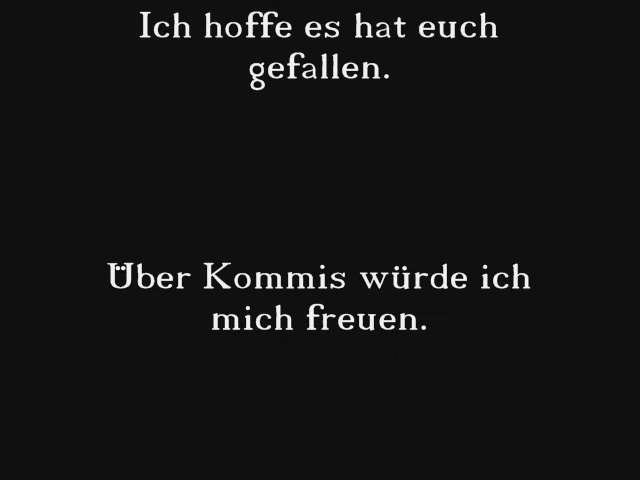 Ich hoffe es hat euch
gefallen.
Über Kommis würde ich
mich freuen.